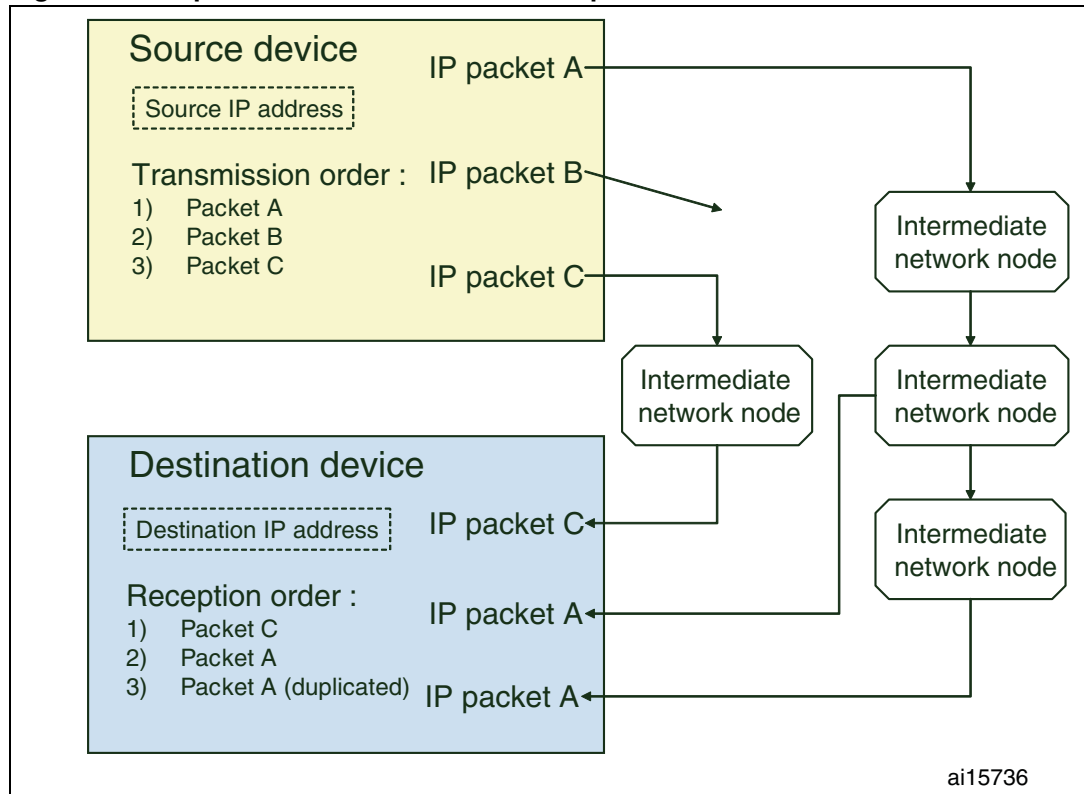 Source device
Source IP address
Transmission order :
1) Packet A
2) Packet B
3) Packet C
IP packet A
IP packet B
IP packet C
Intermediate
network node
Intermediate
network node
Intermediate
network node
Intermediate
network node
Destination device
Destination IP address
Reception order :
1) Packet C
2) Packet A
3) Packet A (duplicated)
IP packet C
IP packet A
IP packet A
ai15736